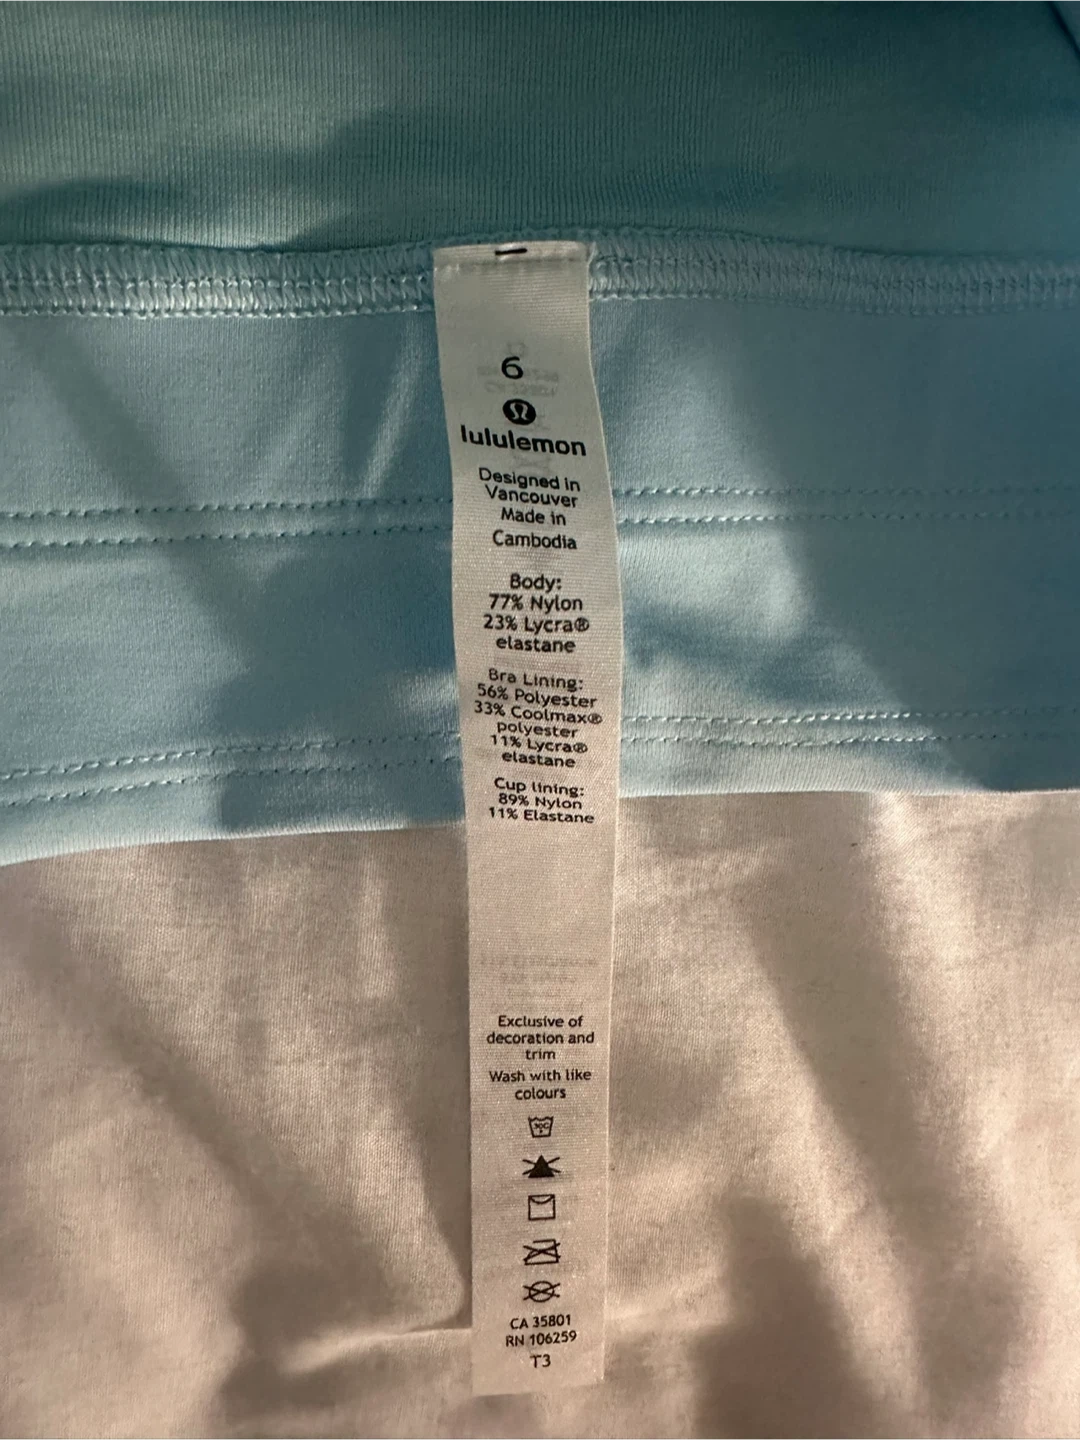 6
lululemon
Designed in
Vancouver
Made in
Cambodia
Body:
77% Nylon
23% Lycra®
elastane
Bra Lining:
56% Polyester
33% Coolmax®
polyester
11% Lycra®
elastane
Cup lining:
89% Nylon
11% Elastane
Exclusive of
decoration and
trim
Wash with like
colours
30C
CA 35801
RN 106259
T3